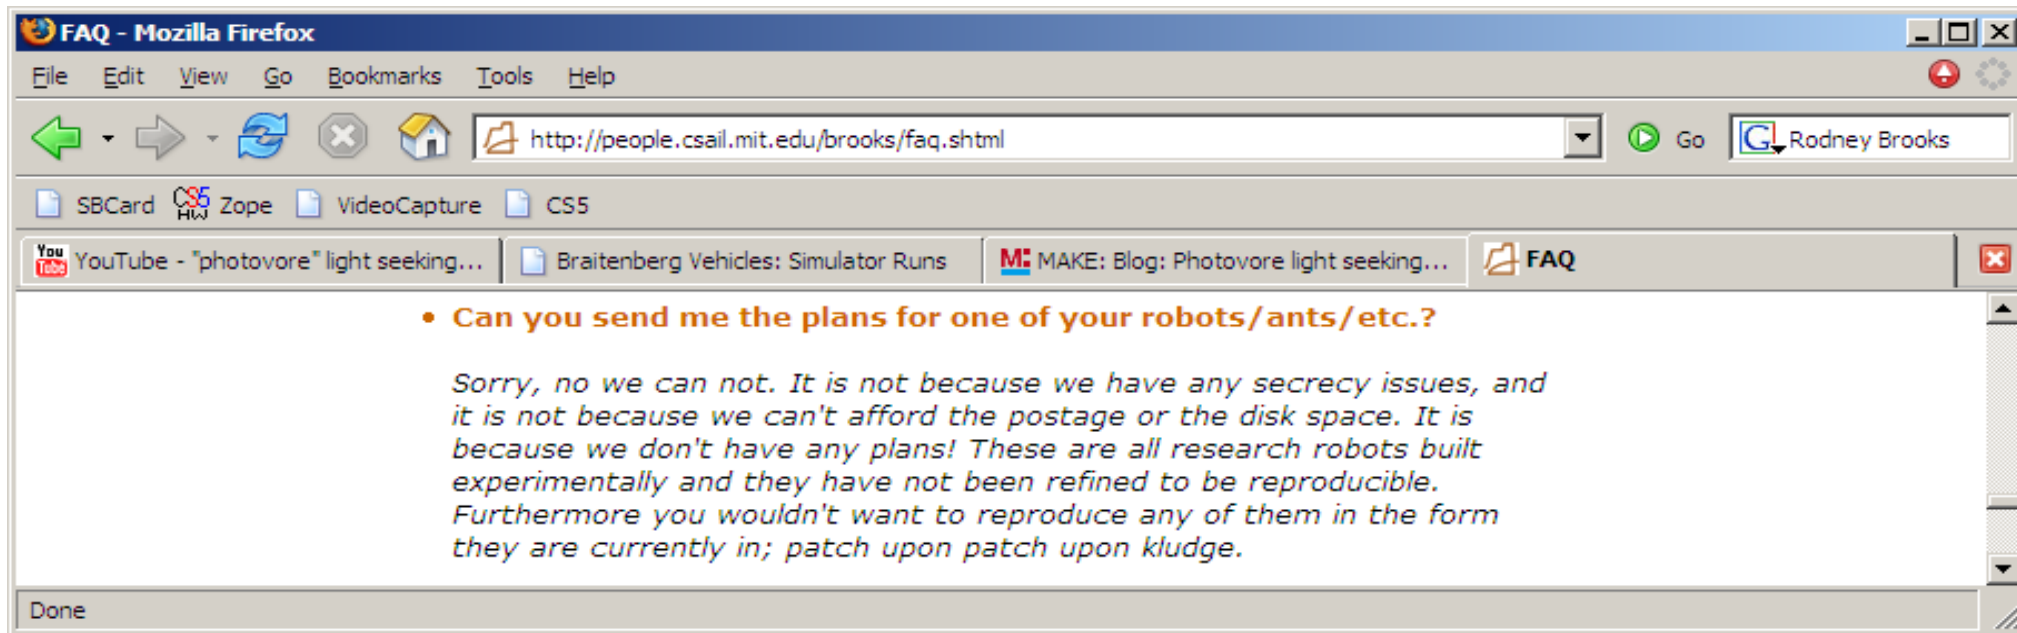 FAQ - Mozilla Firefox
File Edit View Go Bookmarks Tools Help
http://people.csail.mit.edu/brooks/faq.shtml Go G Rodney Brooks
SBCard CS5 HW Zope VideoCapture CS5
You Tube YouTube - "photovore" light seeking... Braitenberg Vehicles: Simulator Runs M: MAKE: Blog: Photovore light seeking... FAQ
• Can you send me the plans for one of your robots/ants/etc.?
Sorry, no we can not. It is not because we have any secrecy issues, and
it is not because we can't afford the postage or the disk space. It is
because we don't have any plans! These are all research robots built
experimentally and they have not been refined to be reproducible.
Furthermore you wouldn't want to reproduce any of them in the form
they are currently in; patch upon patch upon kludge.
Done